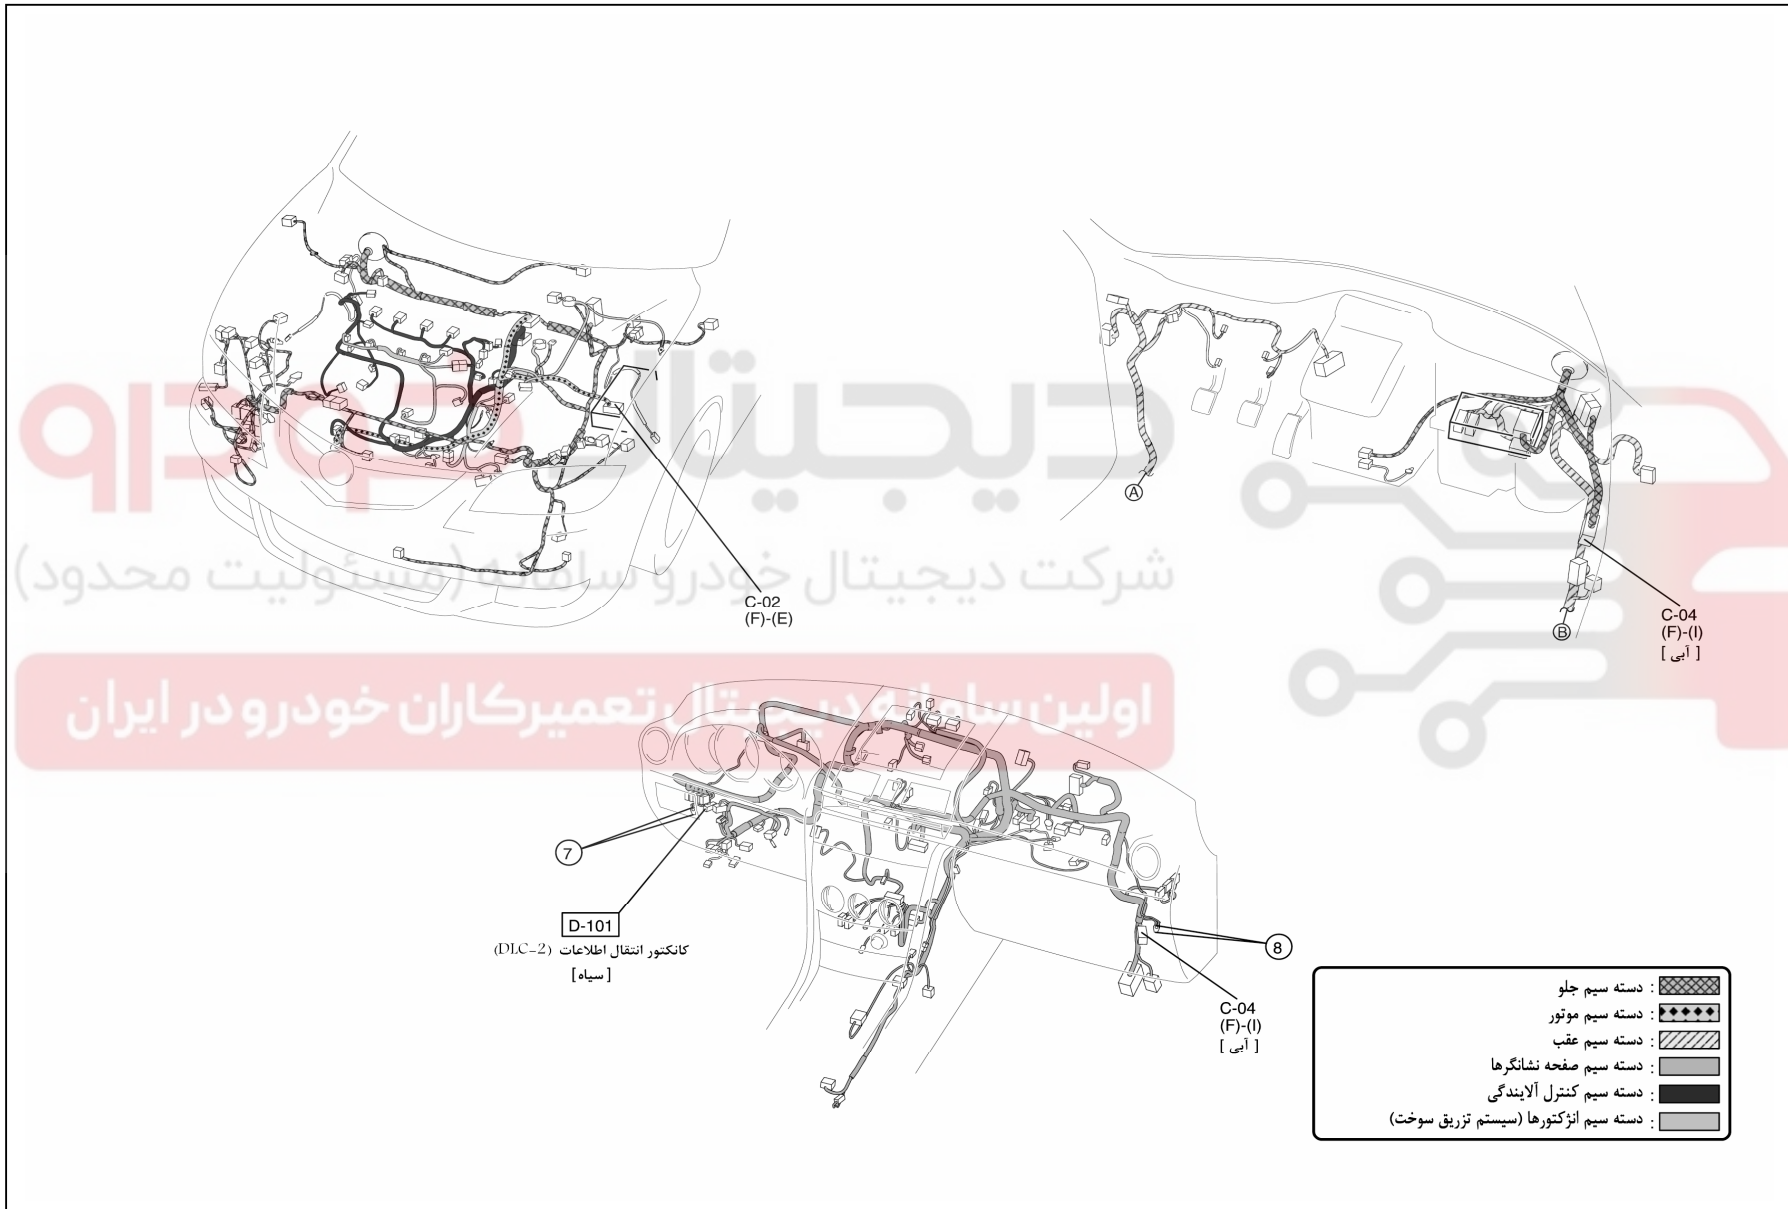 دیجیتال خودرو
شرکت دیجیتال خودرو سامانه (مسئولیت محدود)
اولین سامانه دیجیتال تعمیرکاران خودرو در ایران
C-02
(F)-(E)
A
B
C-04
(F)-(I)
[ آبی ]
7
D-101
کانکتور انتقال اطلاعات (DLC-2)
[سیاه]
8
C-04
(F)-(I)
[ آبی ]
: دسته سیم جلو
: دسته سیم موتور
: دسته سیم عقب
: دسته سیم صفحه نشانگرها
: دسته سیم کنترل آلایندگی
: دسته سیم انژکتورها (سیستم تزریق سوخت)